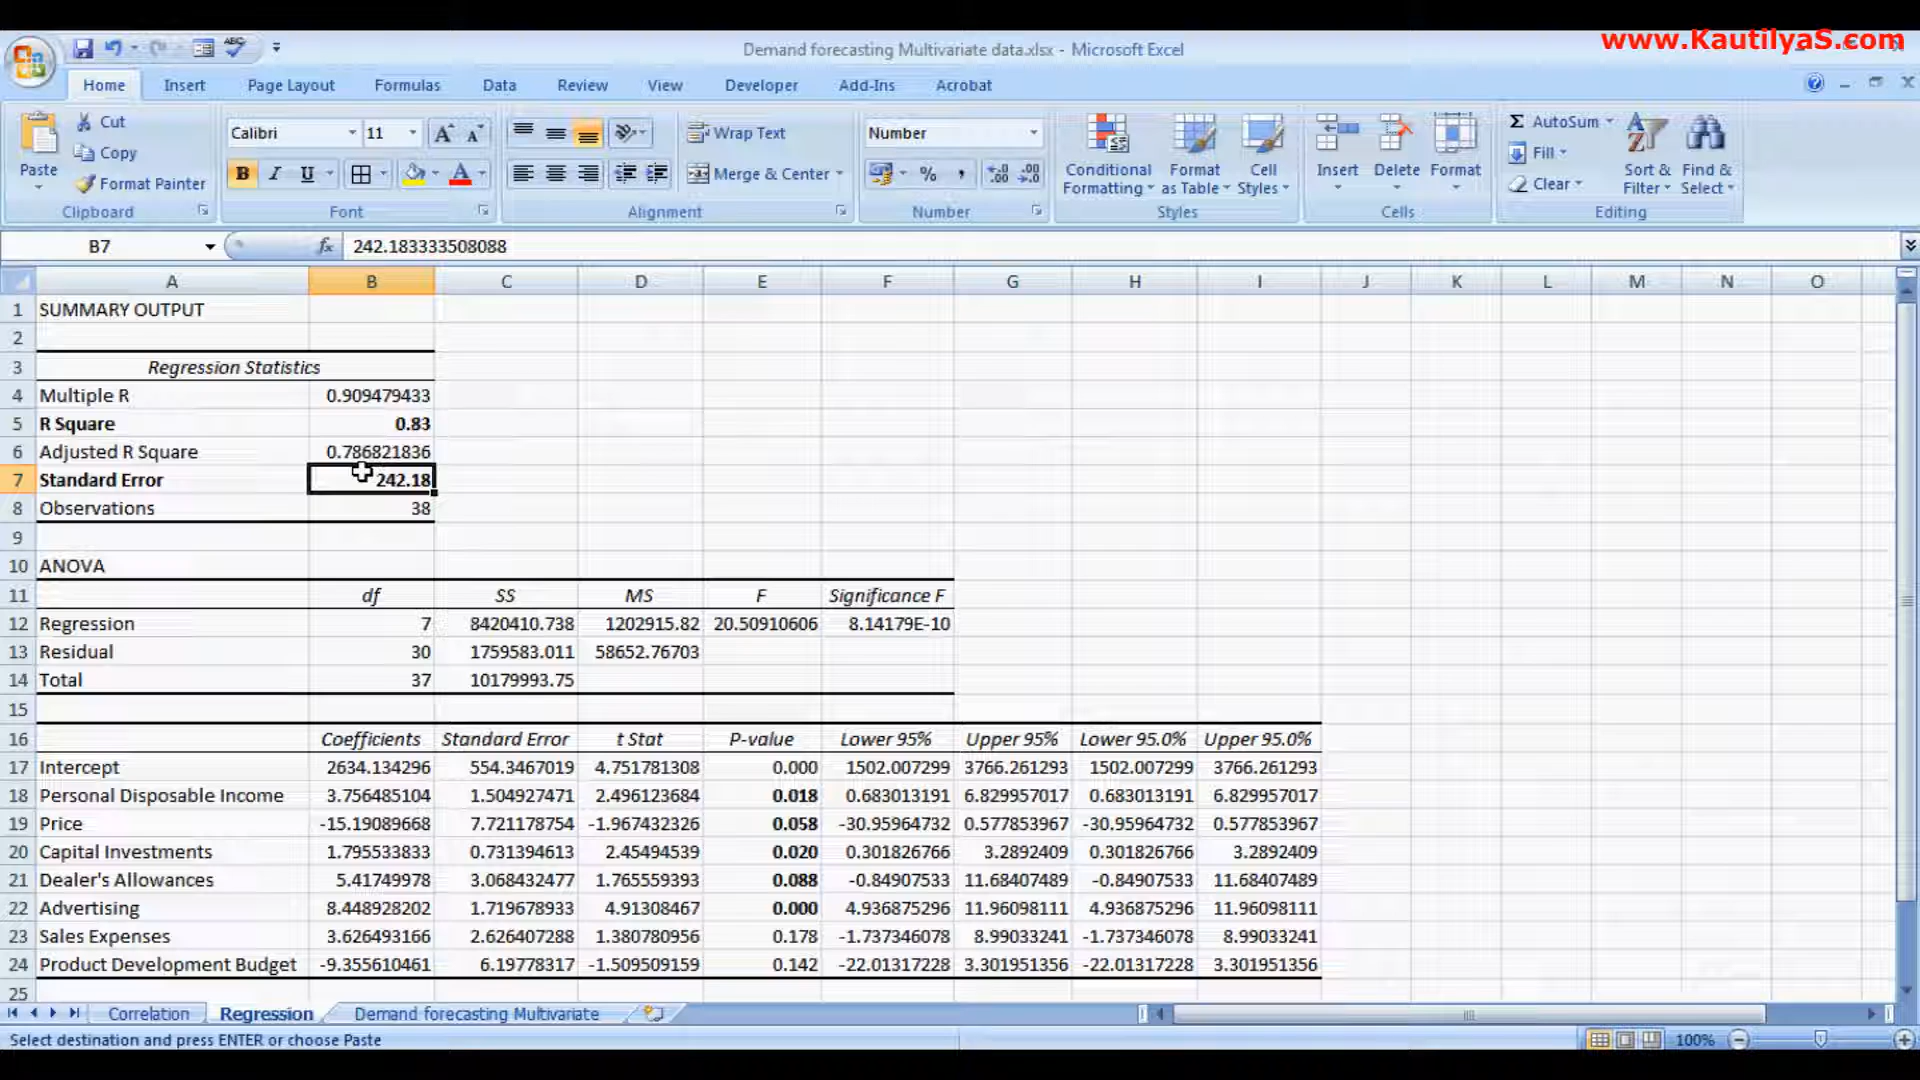 www.KautilyaS.com
Demand forecasting Multivariate data.xlsx - Microsoft Excel
Home Insert Page Layout Formulas Data Review View Developer Add-Ins Acrobat
Paste Cut Copy Format Painter
Calibri 11
Wrap Text
Merge & Center
Number
Conditional Formatting Format as Table Cell Styles
Insert Delete Format
Σ AutoSum Fill Clear
Sort & Filter Find & Select
Clipboard Font Alignment Number Styles Cells Editing
B7 fx 242.183333508088
A B C D E F G H I J K L M N O
1 SUMMARY OUTPUT
2
3 Regression Statistics
4 Multiple R 0.909479433
5 R Square 0.83
6 Adjusted R Square 0.786821836
7 Standard Error 242.18
8 Observations 38
9
10 ANOVA
11 df SS MS F Significance F
12 Regression 7 8420410.738 1202915.82 20.50910606 8.14179E-10
13 Residual 30 1759583.011 58652.76703
14 Total 37 10179993.75
15
16 Coefficients Standard Error t Stat P-value Lower 95% Upper 95% Lower 95.0% Upper 95.0%
17 Intercept 2634.134296 554.3467019 4.751781308 0.000 1502.007299 3766.261293 1502.007299 3766.261293
18 Personal Disposable Income 3.756485104 1.504927471 2.496123684 0.018 0.683013191 6.829957017 0.683013191 6.829957017
19 Price -15.19089668 7.721178754 -1.967432326 0.058 -30.95964732 0.577853967 -30.95964732 0.577853967
20 Capital Investments 1.795533833 0.731394613 2.45494539 0.020 0.301826766 3.2892409 0.301826766 3.2892409
21 Dealer's Allowances 5.41749978 3.068432477 1.765559393 0.088 -0.84907533 11.68407489 -0.84907533 11.68407489
22 Advertising 8.448928202 1.719678933 4.91308467 0.000 4.936875296 11.96098111 4.936875296 11.96098111
23 Sales Expenses 3.626493166 2.626407288 1.380780956 0.178 -1.737346078 8.99033241 -1.737346078 8.99033241
24 Product Development Budget -9.355610461 6.19778317 -1.509509159 0.142 -22.01317228 3.301951356 -22.01317228 3.301951356
25
Correlation Regression Demand forecasting Multivariate
Select destination and press ENTER or choose Paste 100%